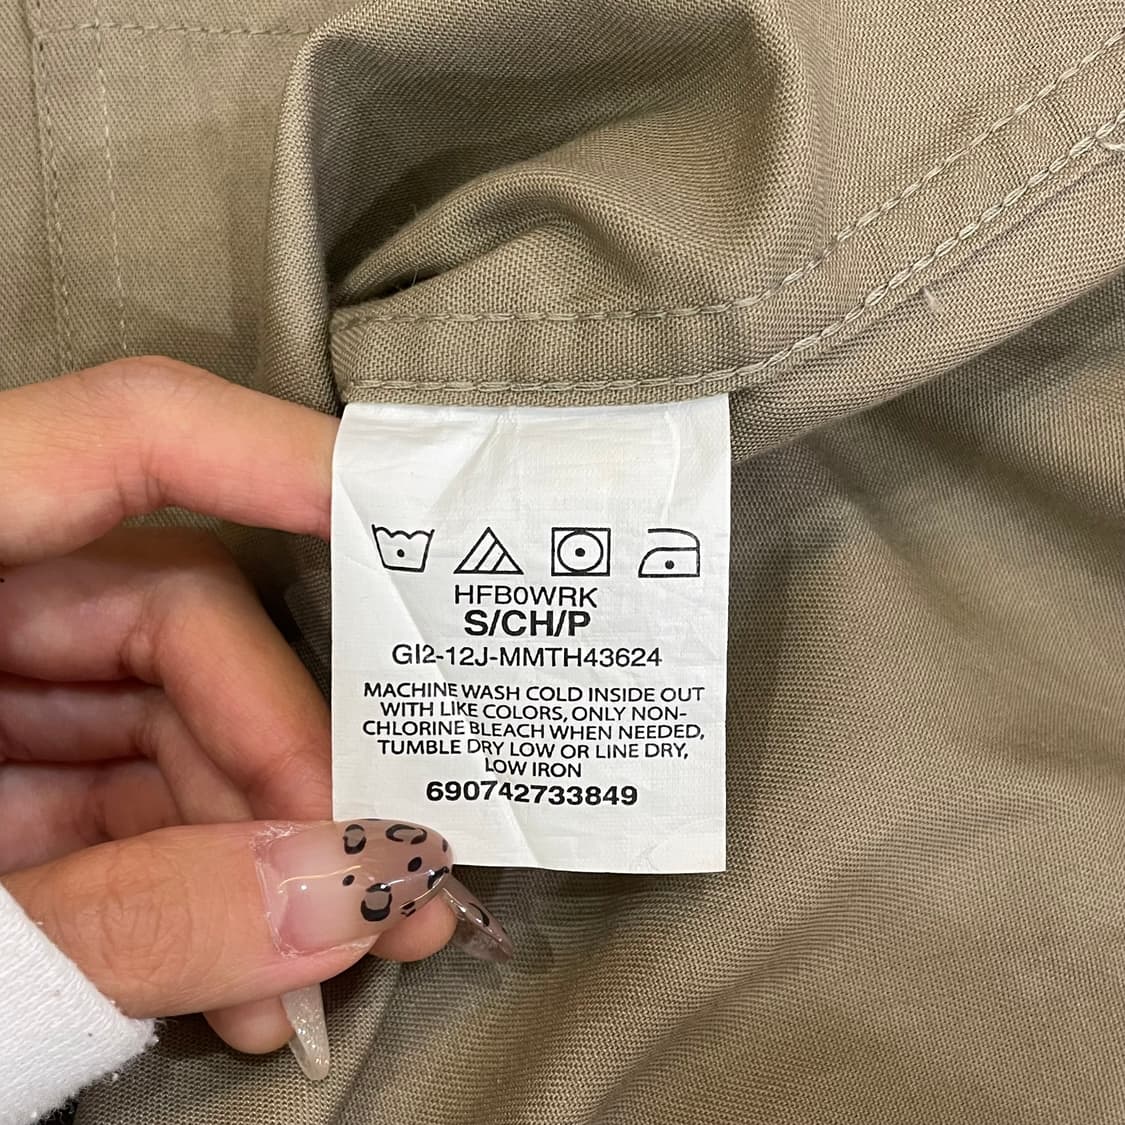 HFB0WRK
S/CH/P
GI2-12J-MMTH43624
MACHINE WASH COLD INSIDE OUT
WITH LIKE COLORS, ONLY NON-
CHLORINE BLEACH WHEN NEEDED,
TUMBLE DRY LOW OR LINE DRY,
LOW IRON
690742733849